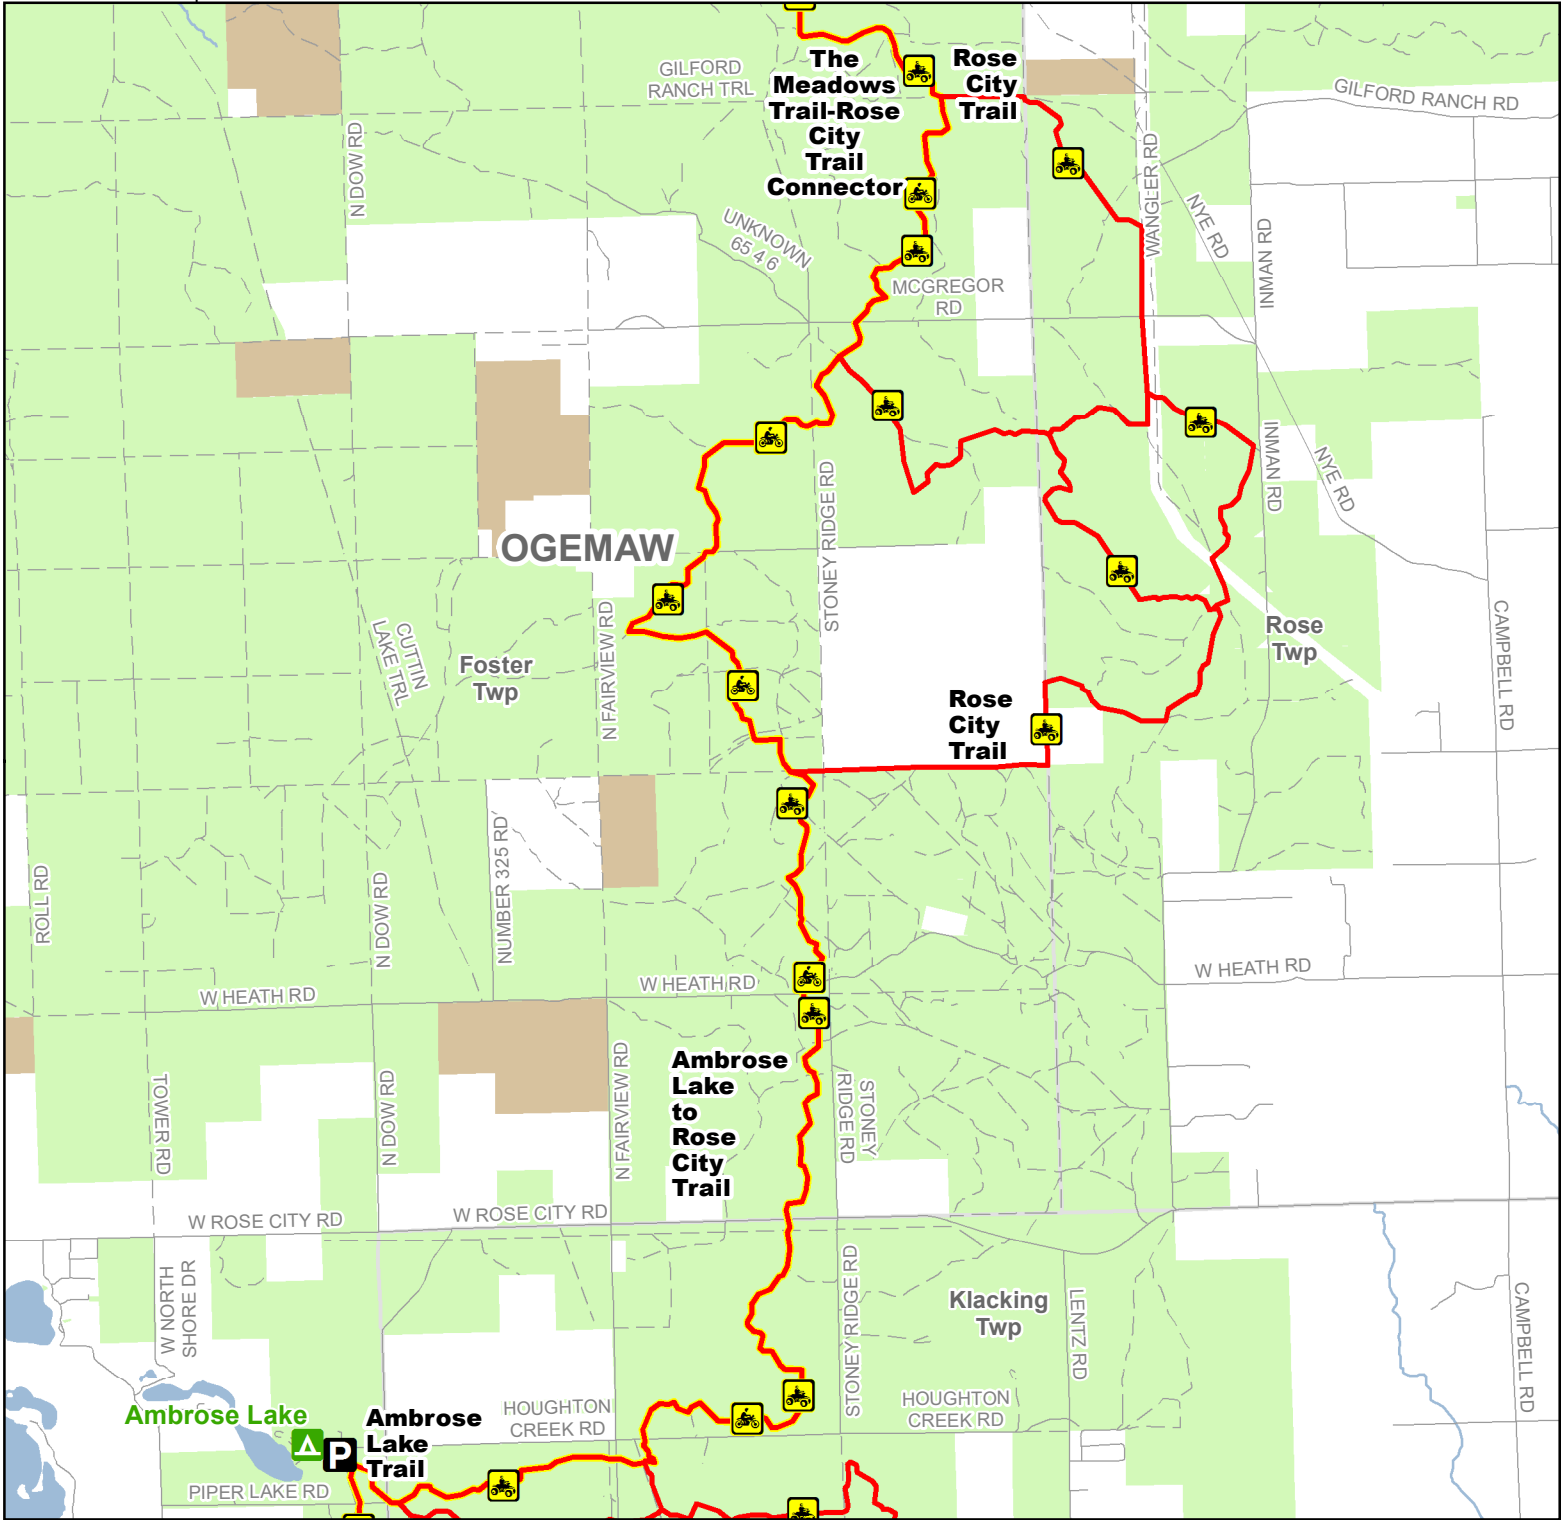 The
Meadows
Trail-Rose
City
Trail
Connector
Rose
City
Trail
GILFORD
RANCH TRL
GILFORD RANCH RD
N DOW RD
WANGLER RD
NYE RD
INMAN RD
UNKNOWN
65 4 6
MCGREGOR
RD
INMAN RD
NYE RD
STONEY RIDGE RD
OGEMAW
CUTTIN
LAKE TRL
Foster
Twp
N FAIRVIEW RD
Rose
Twp
CAMPBELL RD
Rose
City
Trail
ROLL RD
N DOW RD
NUMBER 325 RD
W HEATH RD
W HEATH RD
W HEATH RD
TOWER RD
N DOW RD
N FAIRVIEW RD
Ambrose
Lake
to
Rose
City
Trail
STONEY
RIDGE RD
W ROSE CITY RD
W ROSE CITY RD
W NORTH
SHORE DR
STONEY RIDGE RD
Klacking
Twp
LENTZ RD
CAMPBELL RD
Ambrose Lake
P
Ambrose
Lake
Trail
HOUGHTON
CREEK RD
HOUGHTON
CREEK RD
PIPER LAKE RD